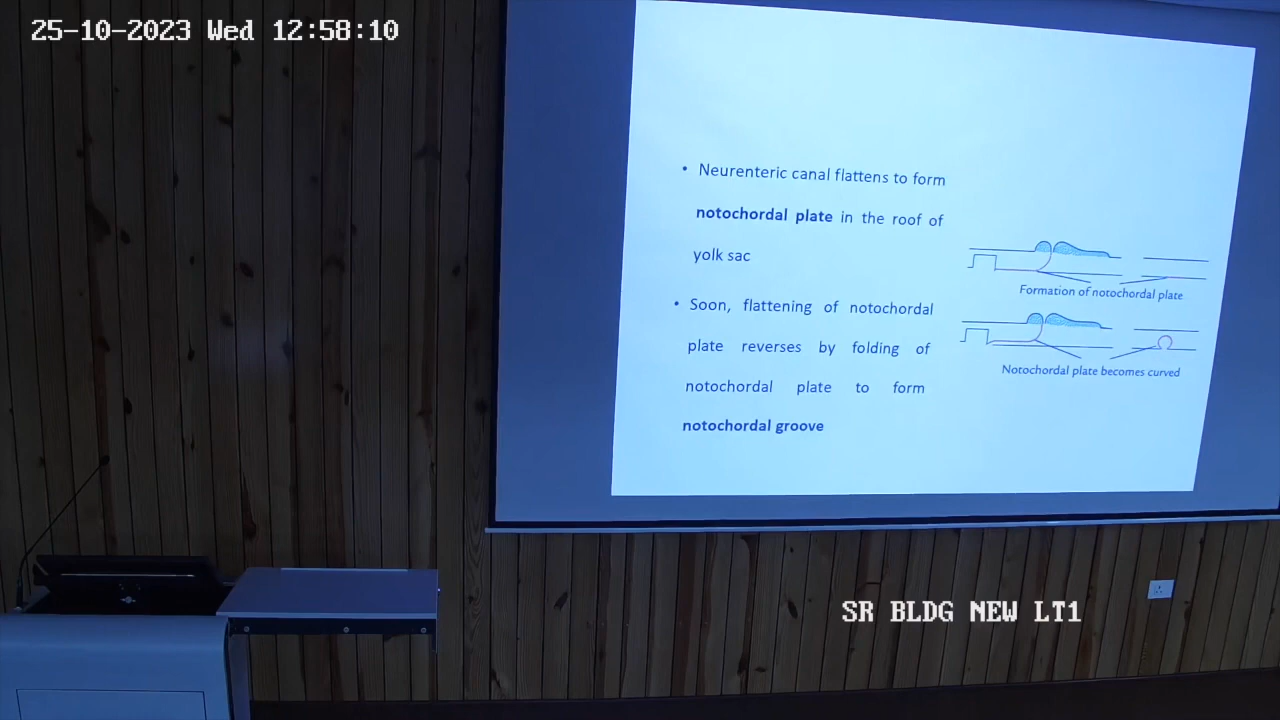 25-10-2023 Wed 12:58:10
• Neurenteric canal flattens to form
notochordal plate in the roof of
yolk sac
• Soon, flattening of notochordal
plate reverses by folding of
notochordal plate to form
notochordal groove
Formation of notochordal plate
Notochordal plate becomes curved
SR BLDG NEW LT1